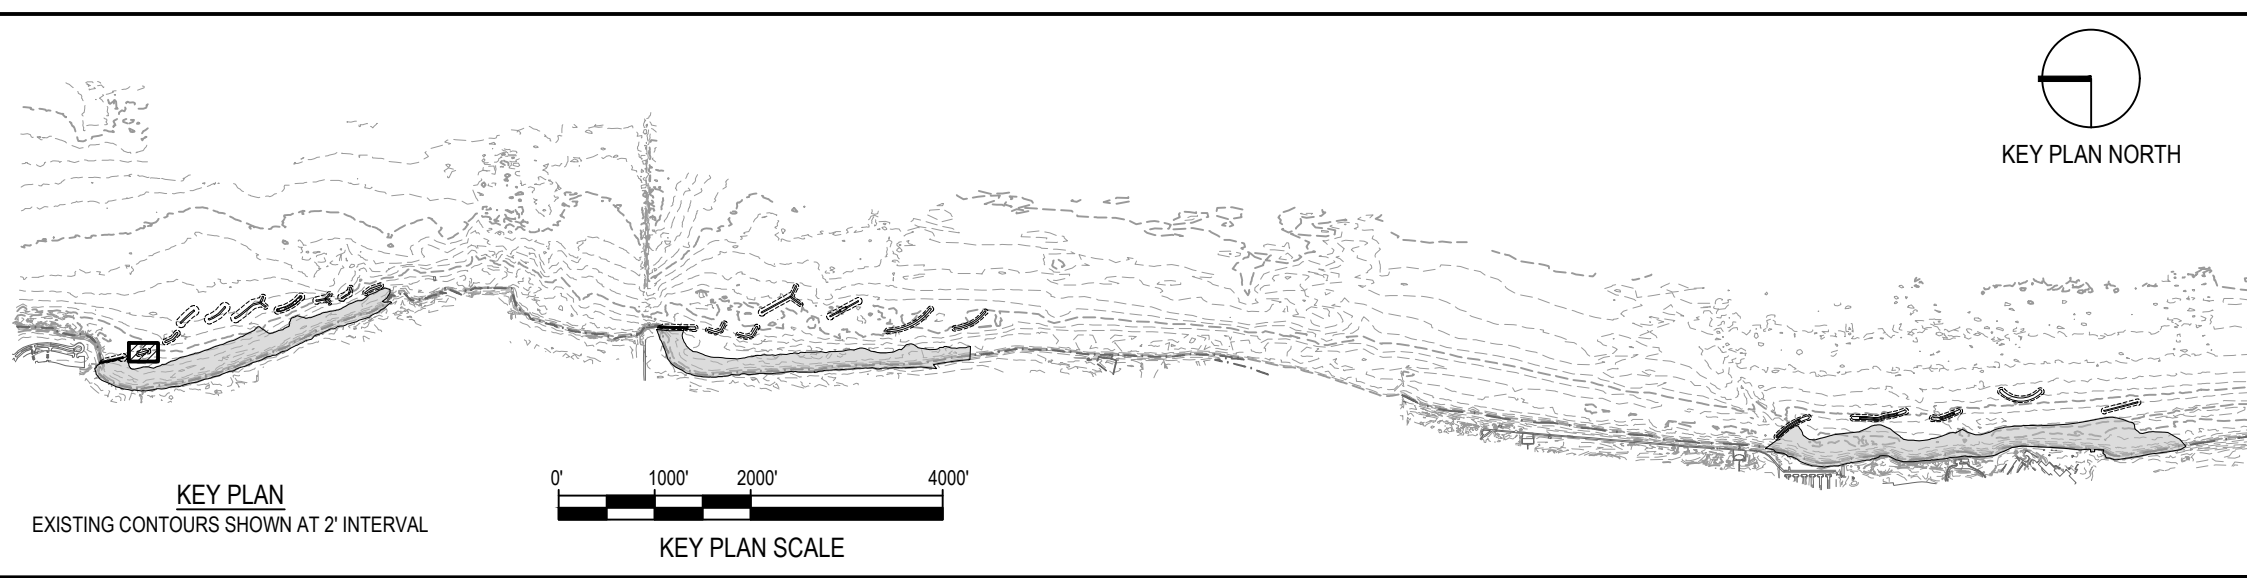 KEY PLAN NORTH
KEY PLAN
EXISTING CONTOURS SHOWN AT 2' INTERVAL
0' 1000' 2000' 4000'
KEY PLAN SCALE